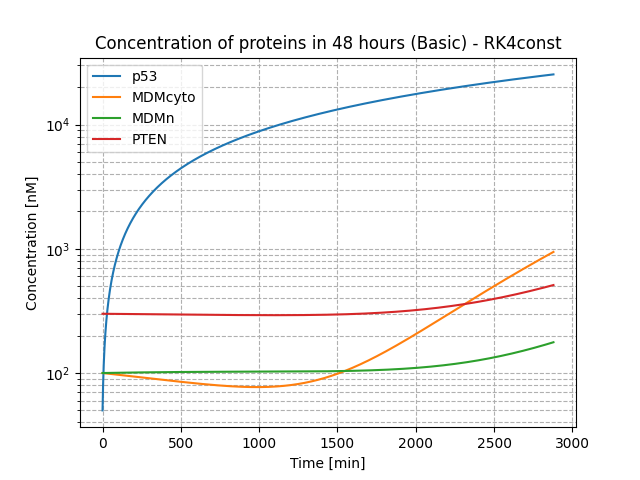 Concentration of proteins in 48 hours (Basic) - RK4const
p53
MDMcyto
MDMn
PTEN
10^4
10^3
10^2
Concentration [nM]
0 500 1000 1500 2000 2500 3000
Time [min]